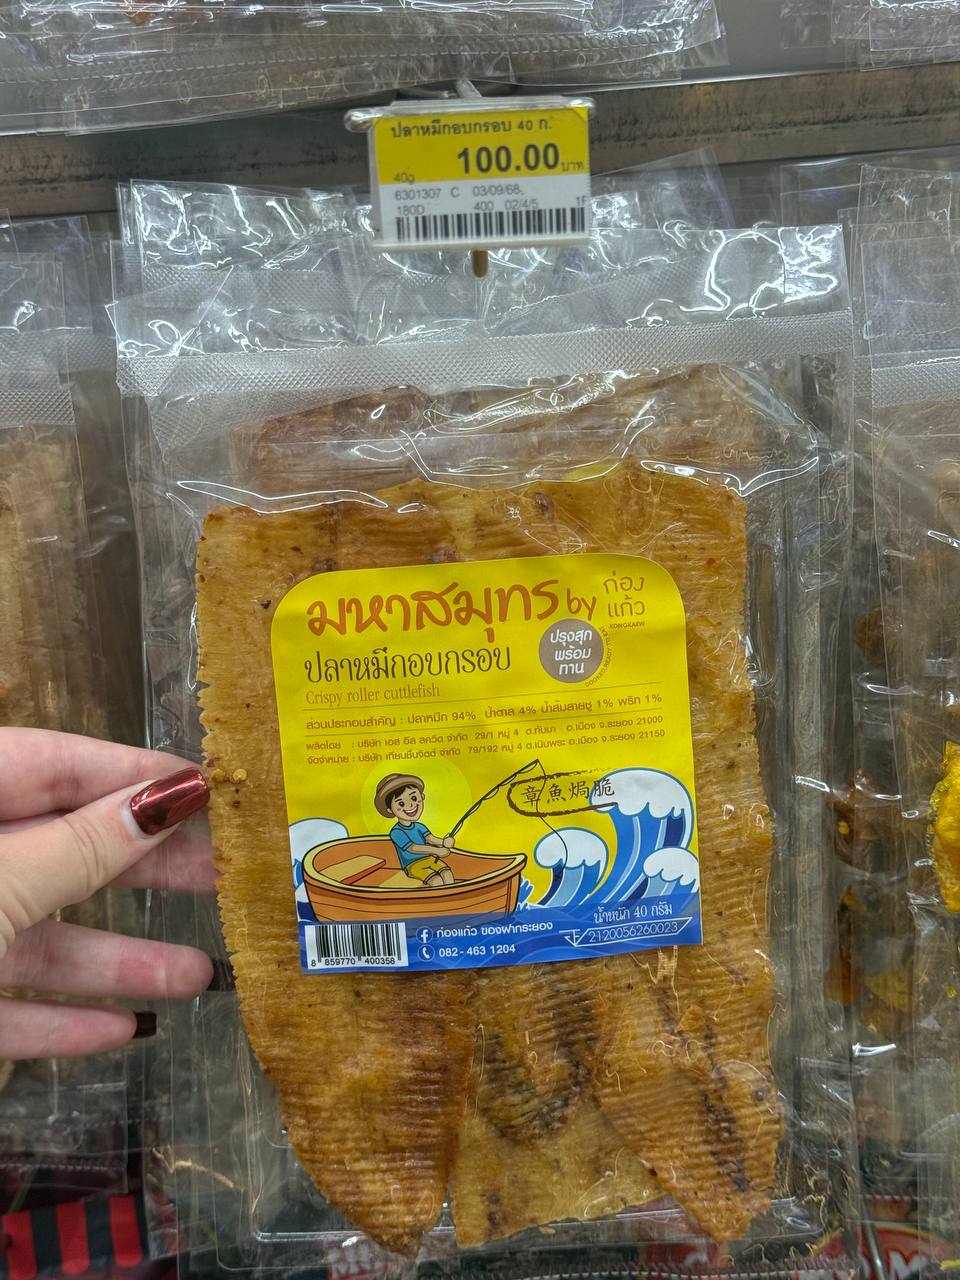 ปลาหมึกอบกรอบ 40 ก.
40g 100.00 บาท
6301307 C 03/09/68,
180D 400 02/4/5 1F
มหาสมุทร by ก่องแก้ว
KONGKAEW
ปลาหมึกอบกรอบ
ปรุงสุก
พร้อม
ทาน
COOKED, READY TO EAT
Crispy roller cuttlefish
ส่วนประกอบสำคัญ : ปลาหมึก 94% น้ำตาล 4% น้ำส้มสายชู 1% พริก 1%
ผลิตโดย : บริษัท เอส อีล สควิด จำกัด 29/1 หมู่ 4 ต.ทับมา อ.เมือง จ.ระยอง 21000
จัดจำหน่าย : บริษัท เทียนชื่นจิตต์ จำกัด 79/192 หมู่ 4 ต.เนินพระ อ.เมือง จ.ระยอง 21150
章魚焗脆
น้ำหนัก 40 กรัม
2120056260023
ก่องแก้ว ของฝากระยอง
082-463 1204
8 859770 400358